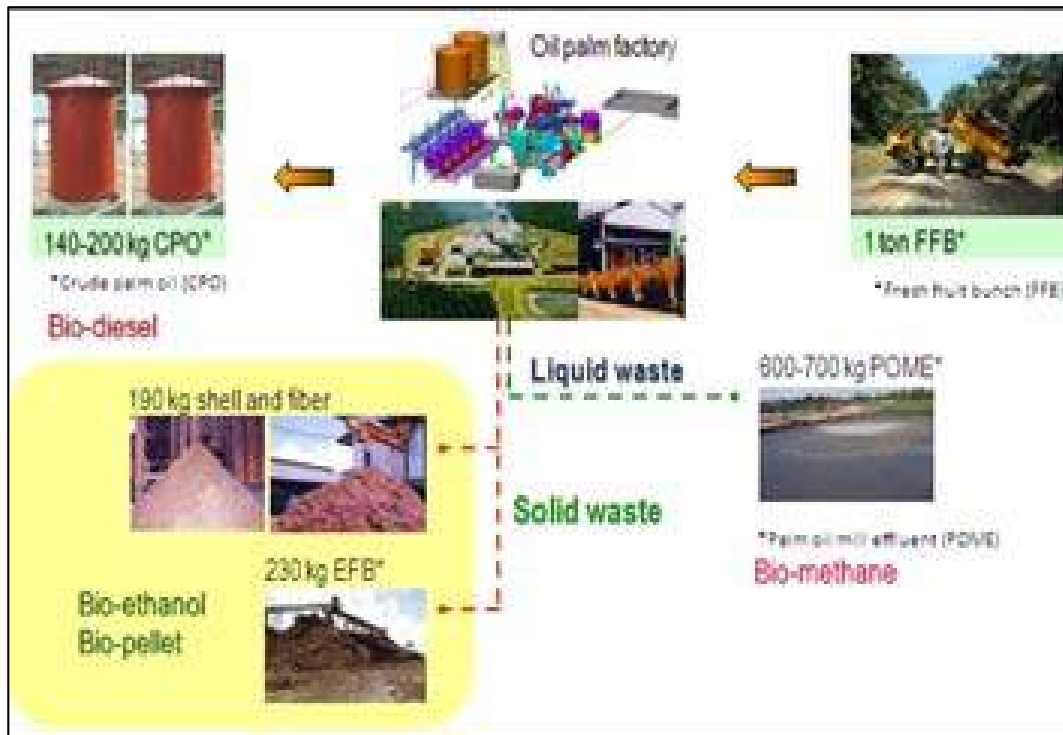 Oil palm factory
140-200 kg CPO*
*Crude palm oil (CPO)
Bio-diesel
1 ton FFB*
*Fresh fruit bunch (FFB)
Liquid waste
600-700 kg POME*
*Palm oil mill effluent (POME)
Bio-methane
190 kg shell and fiber
Solid waste
230 kg EFB*
Bio-ethanol
Bio-pellet